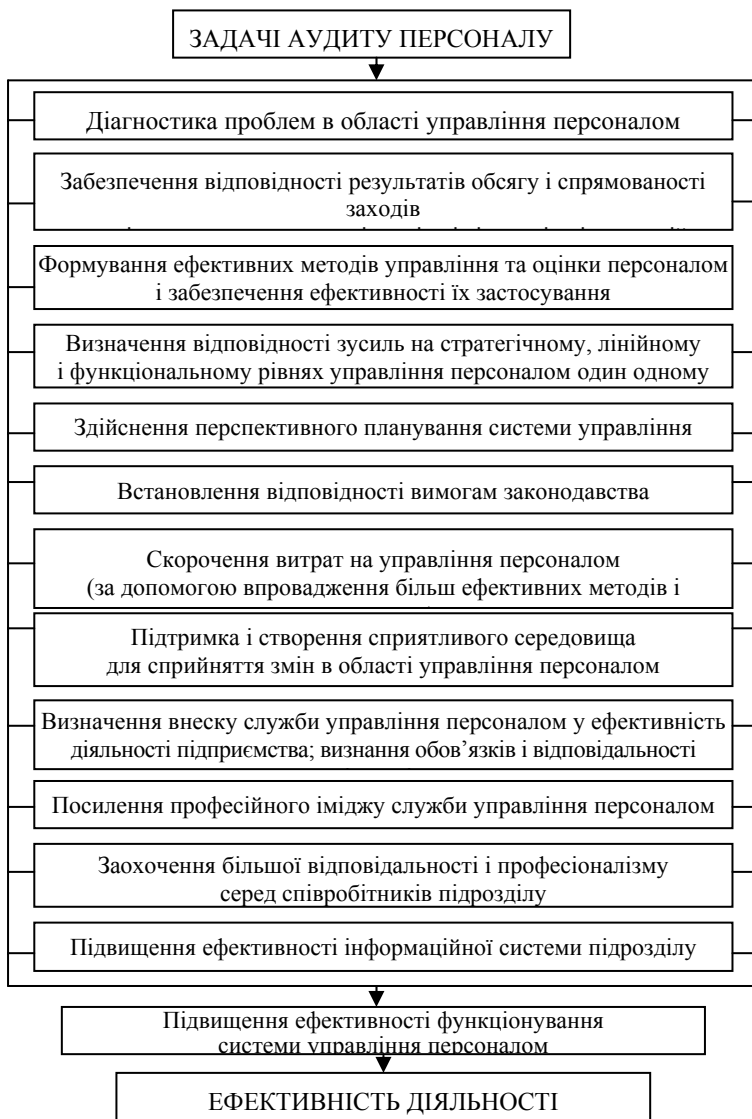 ЗАДАЧІ АУДИТУ ПЕРСОНАЛУ
Діагностика проблем в області управління персоналом
Забезпечення відповідності результатів обсягу і спрямованості
заходів
Формування ефективних методів управління та оцінки персоналом
і забезпечення ефективності їх застосування
Визначення відповідності зусиль на стратегічному, лінійному
і функціональному рівнях управління персоналом один одному
Здійснення перспективного планування системи управління
Встановлення відповідності вимогам законодавства
Скорочення витрат на управління персоналом
(за допомогою впровадження більш ефективних методів і
Підтримка і створення сприятливого середовища
для сприйняття змін в області управління персоналом
Визначення внеску служби управління персоналом у ефективність
діяльності підприємства; визнання обов’язків і відповідальності
Посилення професійного іміджу служби управління персоналом
Заохочення більшої відповідальності і професіоналізму
серед співробітників підрозділу
Підвищення ефективності інформаційної системи підрозділу
Підвищення ефективності функціонування
системи управління персоналом
ЕФЕКТИВНІСТЬ ДІЯЛЬНОСТІ